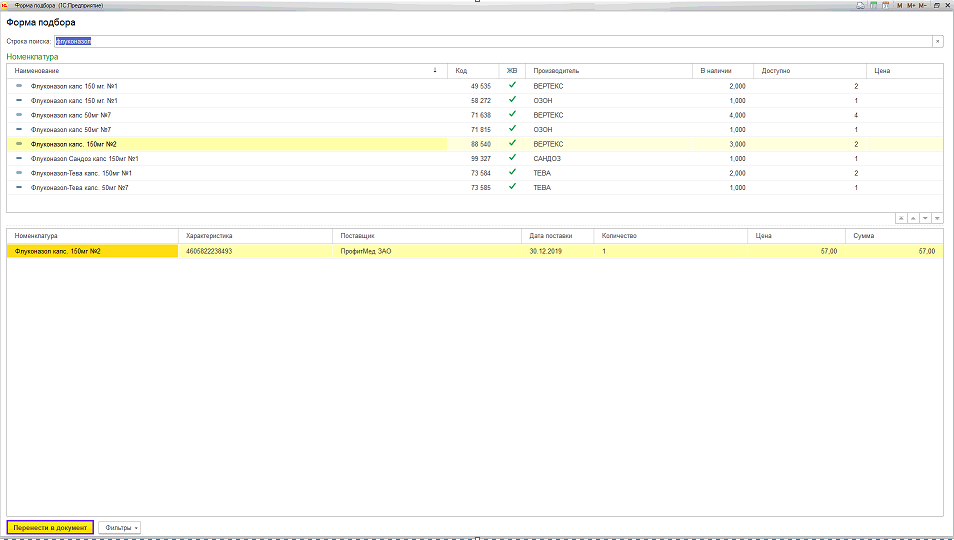 Форма подбора (1С:Предприятие) M M+ M-
Форма подбора
Строка поиска: флуконазол ×
Номенклатура
Наименование ↓ Код ЖВ Производитель В наличии Доступно Цена
Флуконазол капс 150 мг №1 49 535 ВЕРТЕКС 2,000 2
Флуконазол капс 150 мг. №1 58 272 ОЗОН 1,000 1
Флуконазол капс 50мг №7 71 638 ВЕРТЕКС 4,000 4
Флуконазол капс 50мг №7 71 815 ОЗОН 1,000 1
Флуконазол капс. 150мг №2 88 540 ВЕРТЕКС 3,000 2
Флуконазол Сандоз капс 150мг №1 99 327 САНДОЗ 1,000 1
Флуконазол-Тева капс. 150мг №1 73 584 ТЕВА 2,000 2
Флуконазол-Тева капс. 50мг №7 73 585 ТЕВА 1,000 1
Номенклатура Характеристика Поставщик Дата поставки Количество Цена Сумма
Флуконазол капс. 150мг №2 4605822238493 ПрофитМед ЗАО 30.12.2019 1 57,00 57,00
Перенести в документ Фильтры